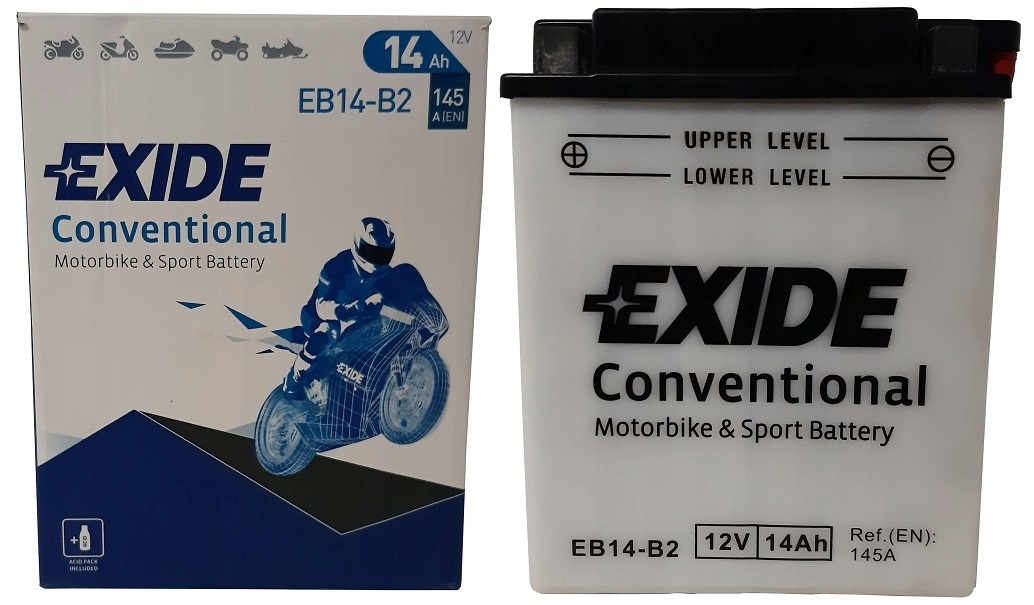 12V
14 Ah
EB14-B2
145
A (EN)
EXIDE
Conventional
Motorbike & Sport Battery
EXIDE
+ ACID
ACID PACK
INCLUDED
UPPER LEVEL
LOWER LEVEL
EXIDE
Conventional
Motorbike & Sport Battery
EB14-B2 12V 14Ah Ref.(EN):
145A